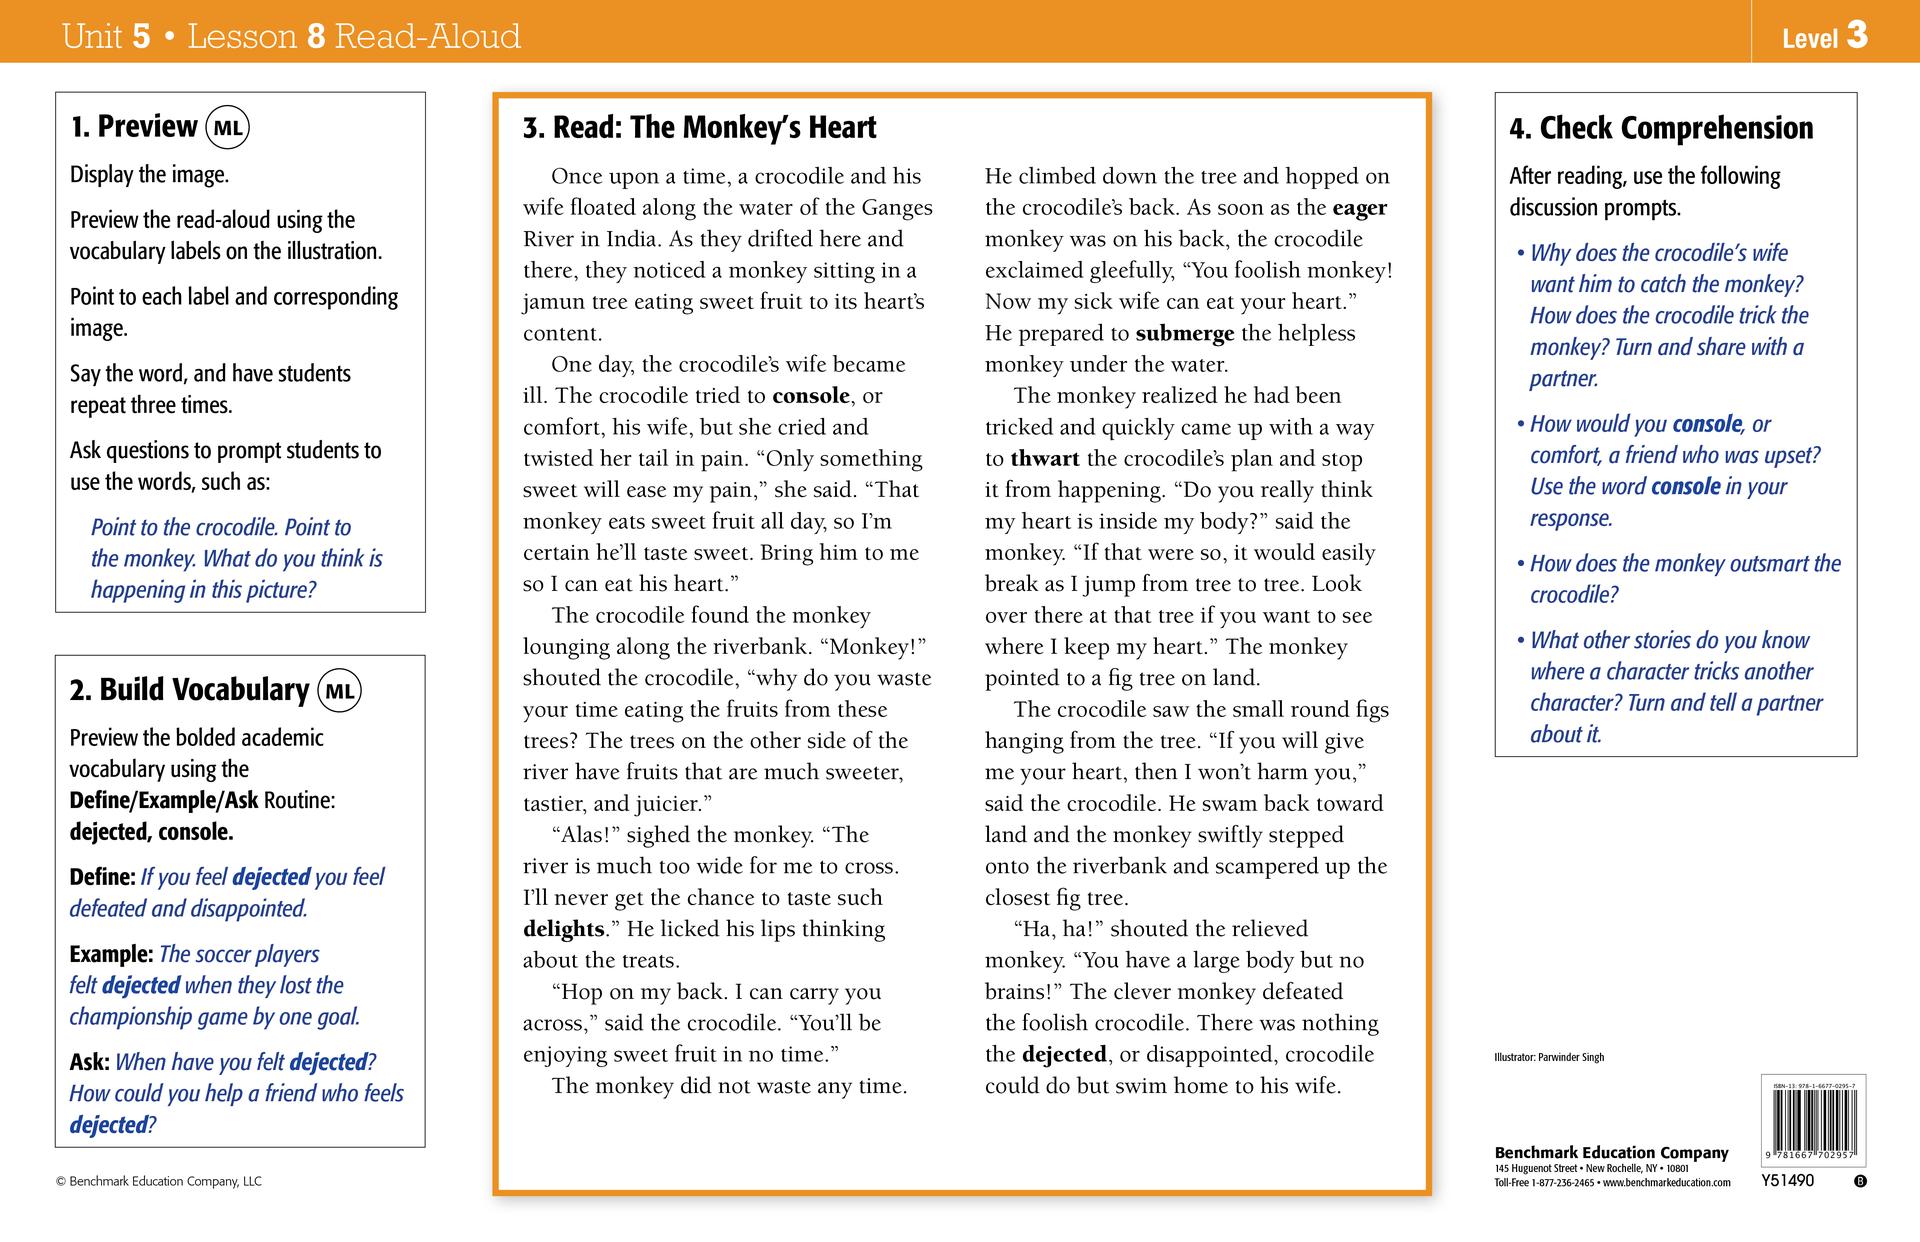 Unit 5 • Lesson 8 Read-Aloud
Level 3
1. Preview ML
Display the image.
Preview the read-aloud using the
vocabulary labels on the illustration.
Point to each label and corresponding
image.
Say the word, and have students
repeat three times.
Ask questions to prompt students to
use the words, such as:
Point to the crocodile. Point to
the monkey. What do you think is
happening in this picture?
2. Build Vocabulary ML
Preview the bolded academic
vocabulary using the
Define/Example/Ask Routine:
dejected, console.
Define: If you feel dejected you feel
defeated and disappointed.
Example: The soccer players
felt dejected when they lost the
championship game by one goal.
Ask: When have you felt dejected?
How could you help a friend who feels
dejected?
© Benchmark Education Company, LLC
3. Read: The Monkey’s Heart
Once upon a time, a crocodile and his
wife floated along the water of the Ganges
River in India. As they drifted here and
there, they noticed a monkey sitting in a
jamun tree eating sweet fruit to its heart’s
content.
One day, the crocodile’s wife became
ill. The crocodile tried to console, or
comfort, his wife, but she cried and
twisted her tail in pain. “Only something
sweet will ease my pain,” she said. “That
monkey eats sweet fruit all day, so I’m
certain he’ll taste sweet. Bring him to me
so I can eat his heart.”
The crocodile found the monkey
lounging along the riverbank. “Monkey!”
shouted the crocodile, “why do you waste
your time eating the fruits from these
trees? The trees on the other side of the
river have fruits that are much sweeter,
tastier, and juicier.”
“Alas!” sighed the monkey. “The
river is much too wide for me to cross.
I’ll never get the chance to taste such
delights.” He licked his lips thinking
about the treats.
“Hop on my back. I can carry you
across,” said the crocodile. “You’ll be
enjoying sweet fruit in no time.”
The monkey did not waste any time.
He climbed down the tree and hopped on
the crocodile’s back. As soon as the eager
monkey was on his back, the crocodile
exclaimed gleefully, “You foolish monkey!
Now my sick wife can eat your heart.”
He prepared to submerge the helpless
monkey under the water.
The monkey realized he had been
tricked and quickly came up with a way
to thwart the crocodile’s plan and stop
it from happening. “Do you really think
my heart is inside my body?” said the
monkey. “If that were so, it would easily
break as I jump from tree to tree. Look
over there at that tree if you want to see
where I keep my heart.” The monkey
pointed to a fig tree on land.
The crocodile saw the small round figs
hanging from the tree. “If you will give
me your heart, then I won’t harm you,”
said the crocodile. He swam back toward
land and the monkey swiftly stepped
onto the riverbank and scampered up the
closest fig tree.
“Ha, ha!” shouted the relieved
monkey. “You have a large body but no
brains!” The clever monkey defeated
the foolish crocodile. There was nothing
the dejected, or disappointed, crocodile
could do but swim home to his wife.
4. Check Comprehension
After reading, use the following
discussion prompts.
• Why does the crocodile’s wife
want him to catch the monkey?
How does the crocodile trick the
monkey? Turn and share with a
partner.
• How would you console, or
comfort, a friend who was upset?
Use the word console in your
response.
• How does the monkey outsmart the
crocodile?
• What other stories do you know
where a character tricks another
character? Turn and tell a partner
about it.
Illustrator: Parwinder Singh
Benchmark Education Company
145 Huguenot Street • New Rochelle, NY • 10801
Toll-Free 1-877-236-2465 • www.benchmarkeducation.com
ISBN-13: 978-1-6677-0295-7
9 781667 702957
Y51490
B